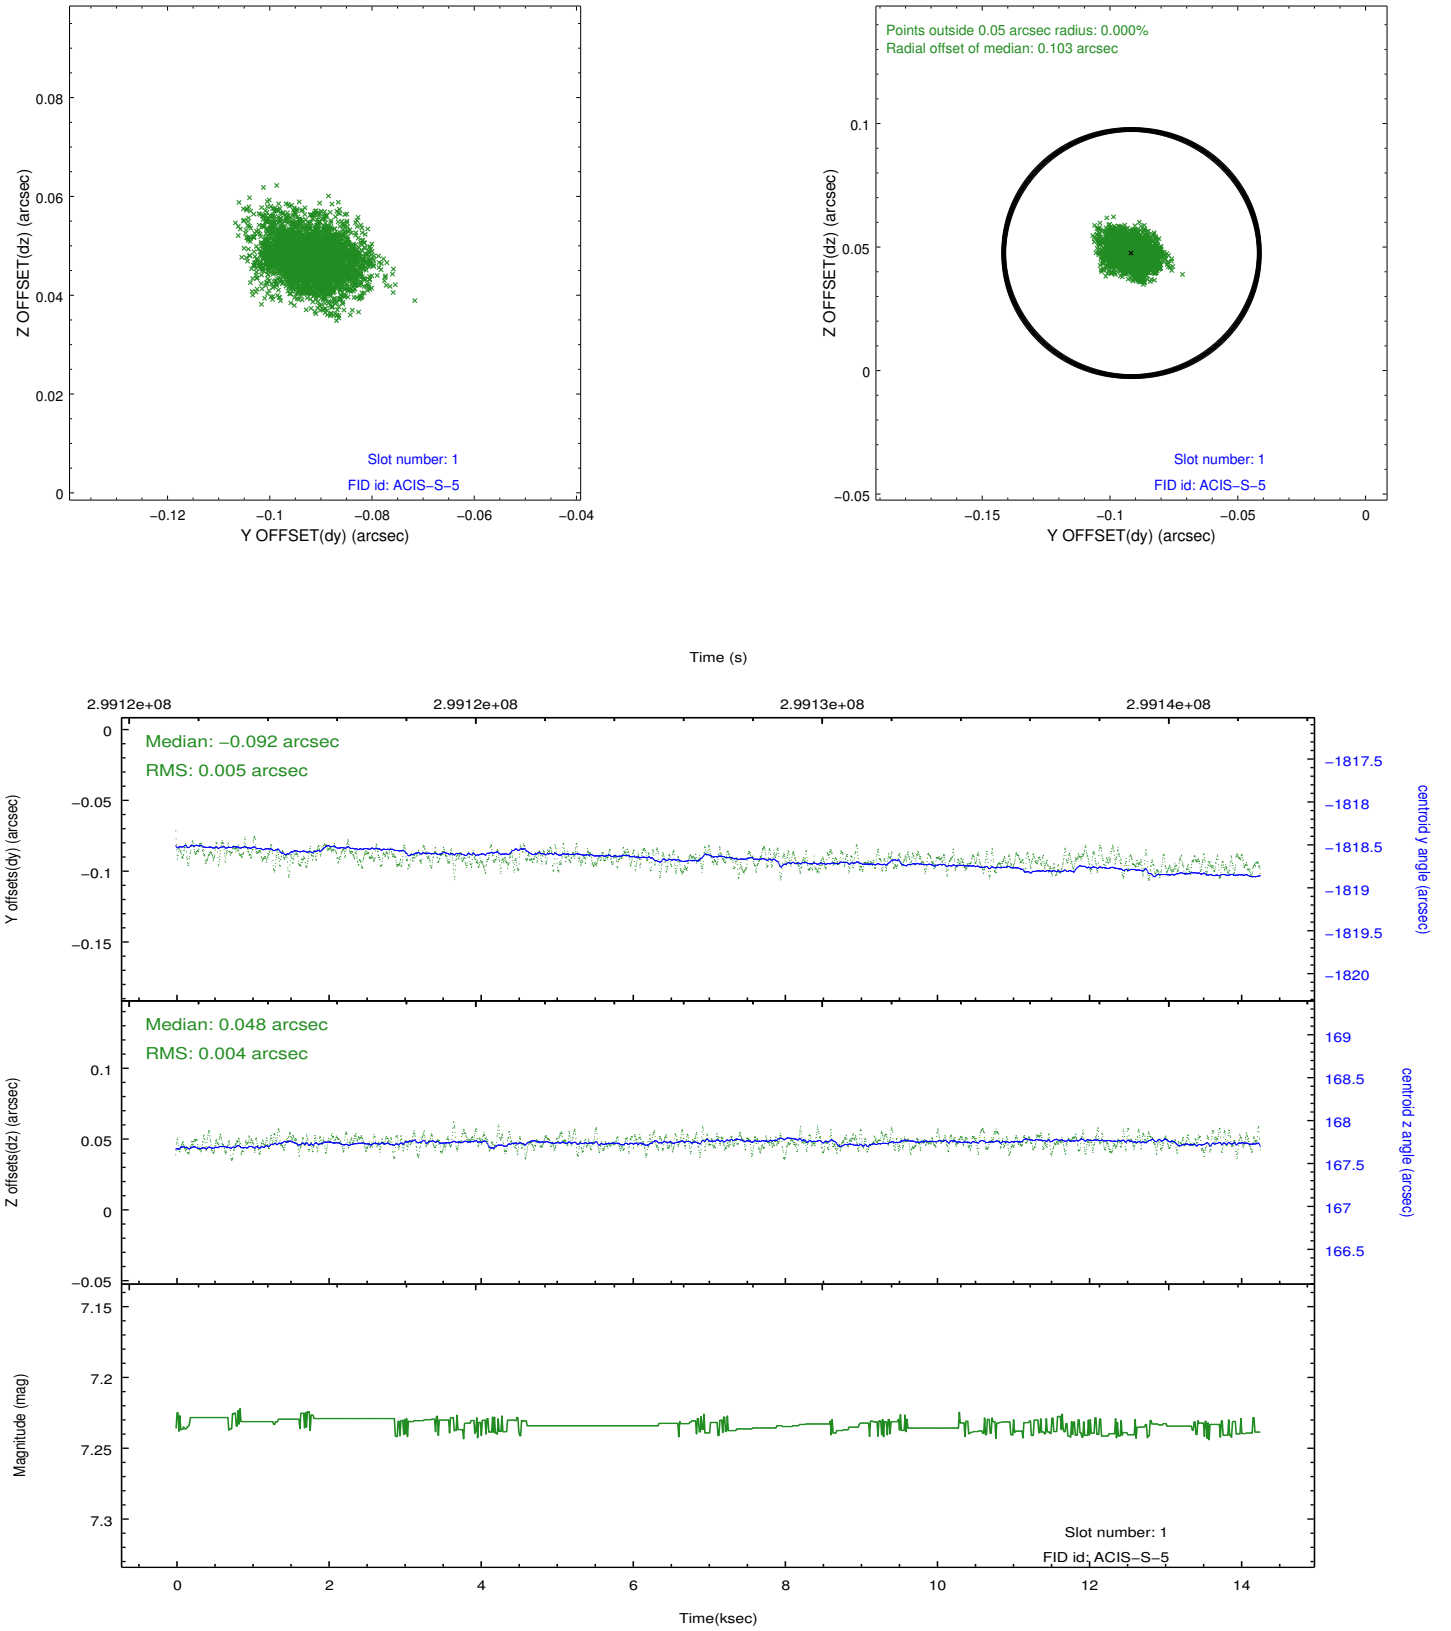 0.08
0.06
0.04
0.02
0
Z OFFSET(dz) (arcsec)
Slot number: 1
FID id: ACIS−S−5
−0.12
−0.1
−0.08
−0.06
−0.04
Y OFFSET(dy) (arcsec)
Points outside 0.05 arcsec radius: 0.000%
Radial offset of median: 0.103 arcsec
0.1
0.05
0
−0.05
Z OFFSET(dz) (arcsec)
Slot number: 1
FID id: ACIS−S−5
−0.15
−0.1
−0.05
0
Y OFFSET(dy) (arcsec)
Time (s)
2.9912e+08
2.9912e+08
2.9913e+08
2.9914e+08
Median: −0.092 arcsec
RMS: 0.005 arcsec
0
−0.05
−0.1
−0.15
Y offsets(dy) (arcsec)
−1817.5
−1818
−1818.5
−1819
−1819.5
−1820
centroid y angle (arcsec)
Median: 0.048 arcsec
RMS: 0.004 arcsec
0.1
0.05
0
−0.05
Z offsets(dz) (arcsec)
169
168.5
168
167.5
167
166.5
centroid z angle (arcsec)
7.15
7.2
7.25
7.3
Magnitude (mag)
Slot number: 1
FID id: ACIS−S−5
0
2
4
6
8
10
12
14
Time(ksec)